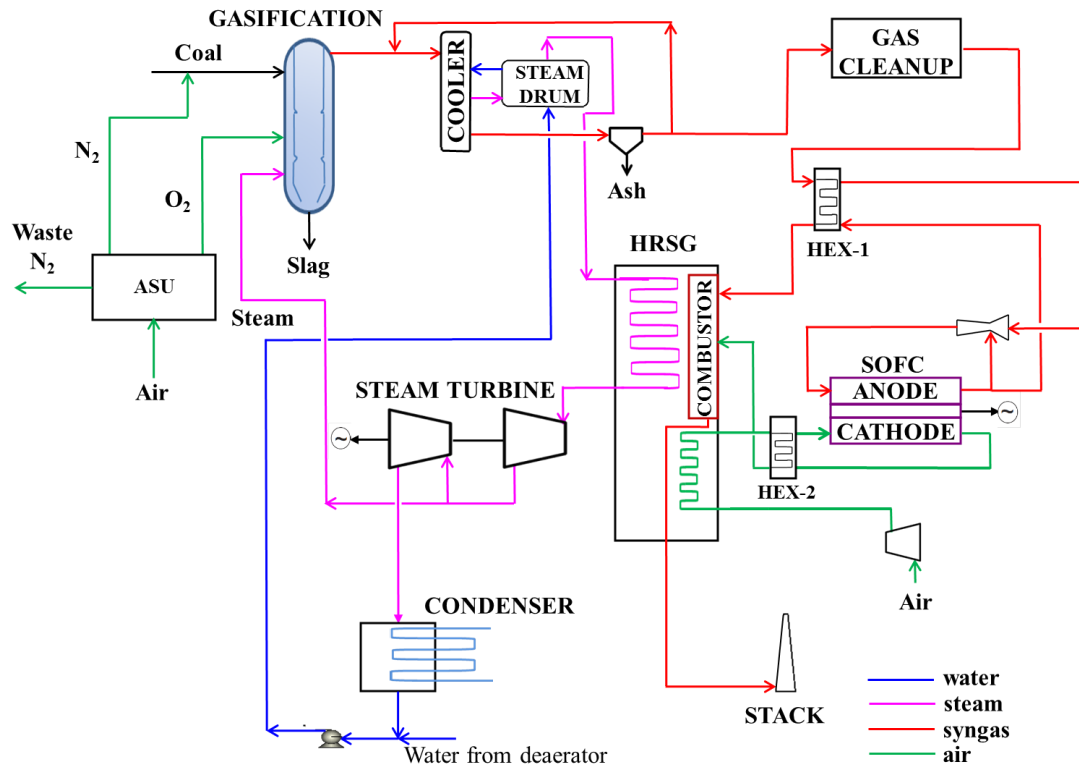 GASIFICATION
Coal
COOLER
STEAM
DRUM
GAS
CLEANUP
N2
O2
Ash
Waste
N2
ASU
Slag
Steam
Air
HRSG
HEX-1
COMBUSTOR
SOFC
ANODE
~
CATHODE
HEX-2
STEAM TURBINE
~
Air
CONDENSER
STACK
water
steam
syngas
air
Water from deaerator